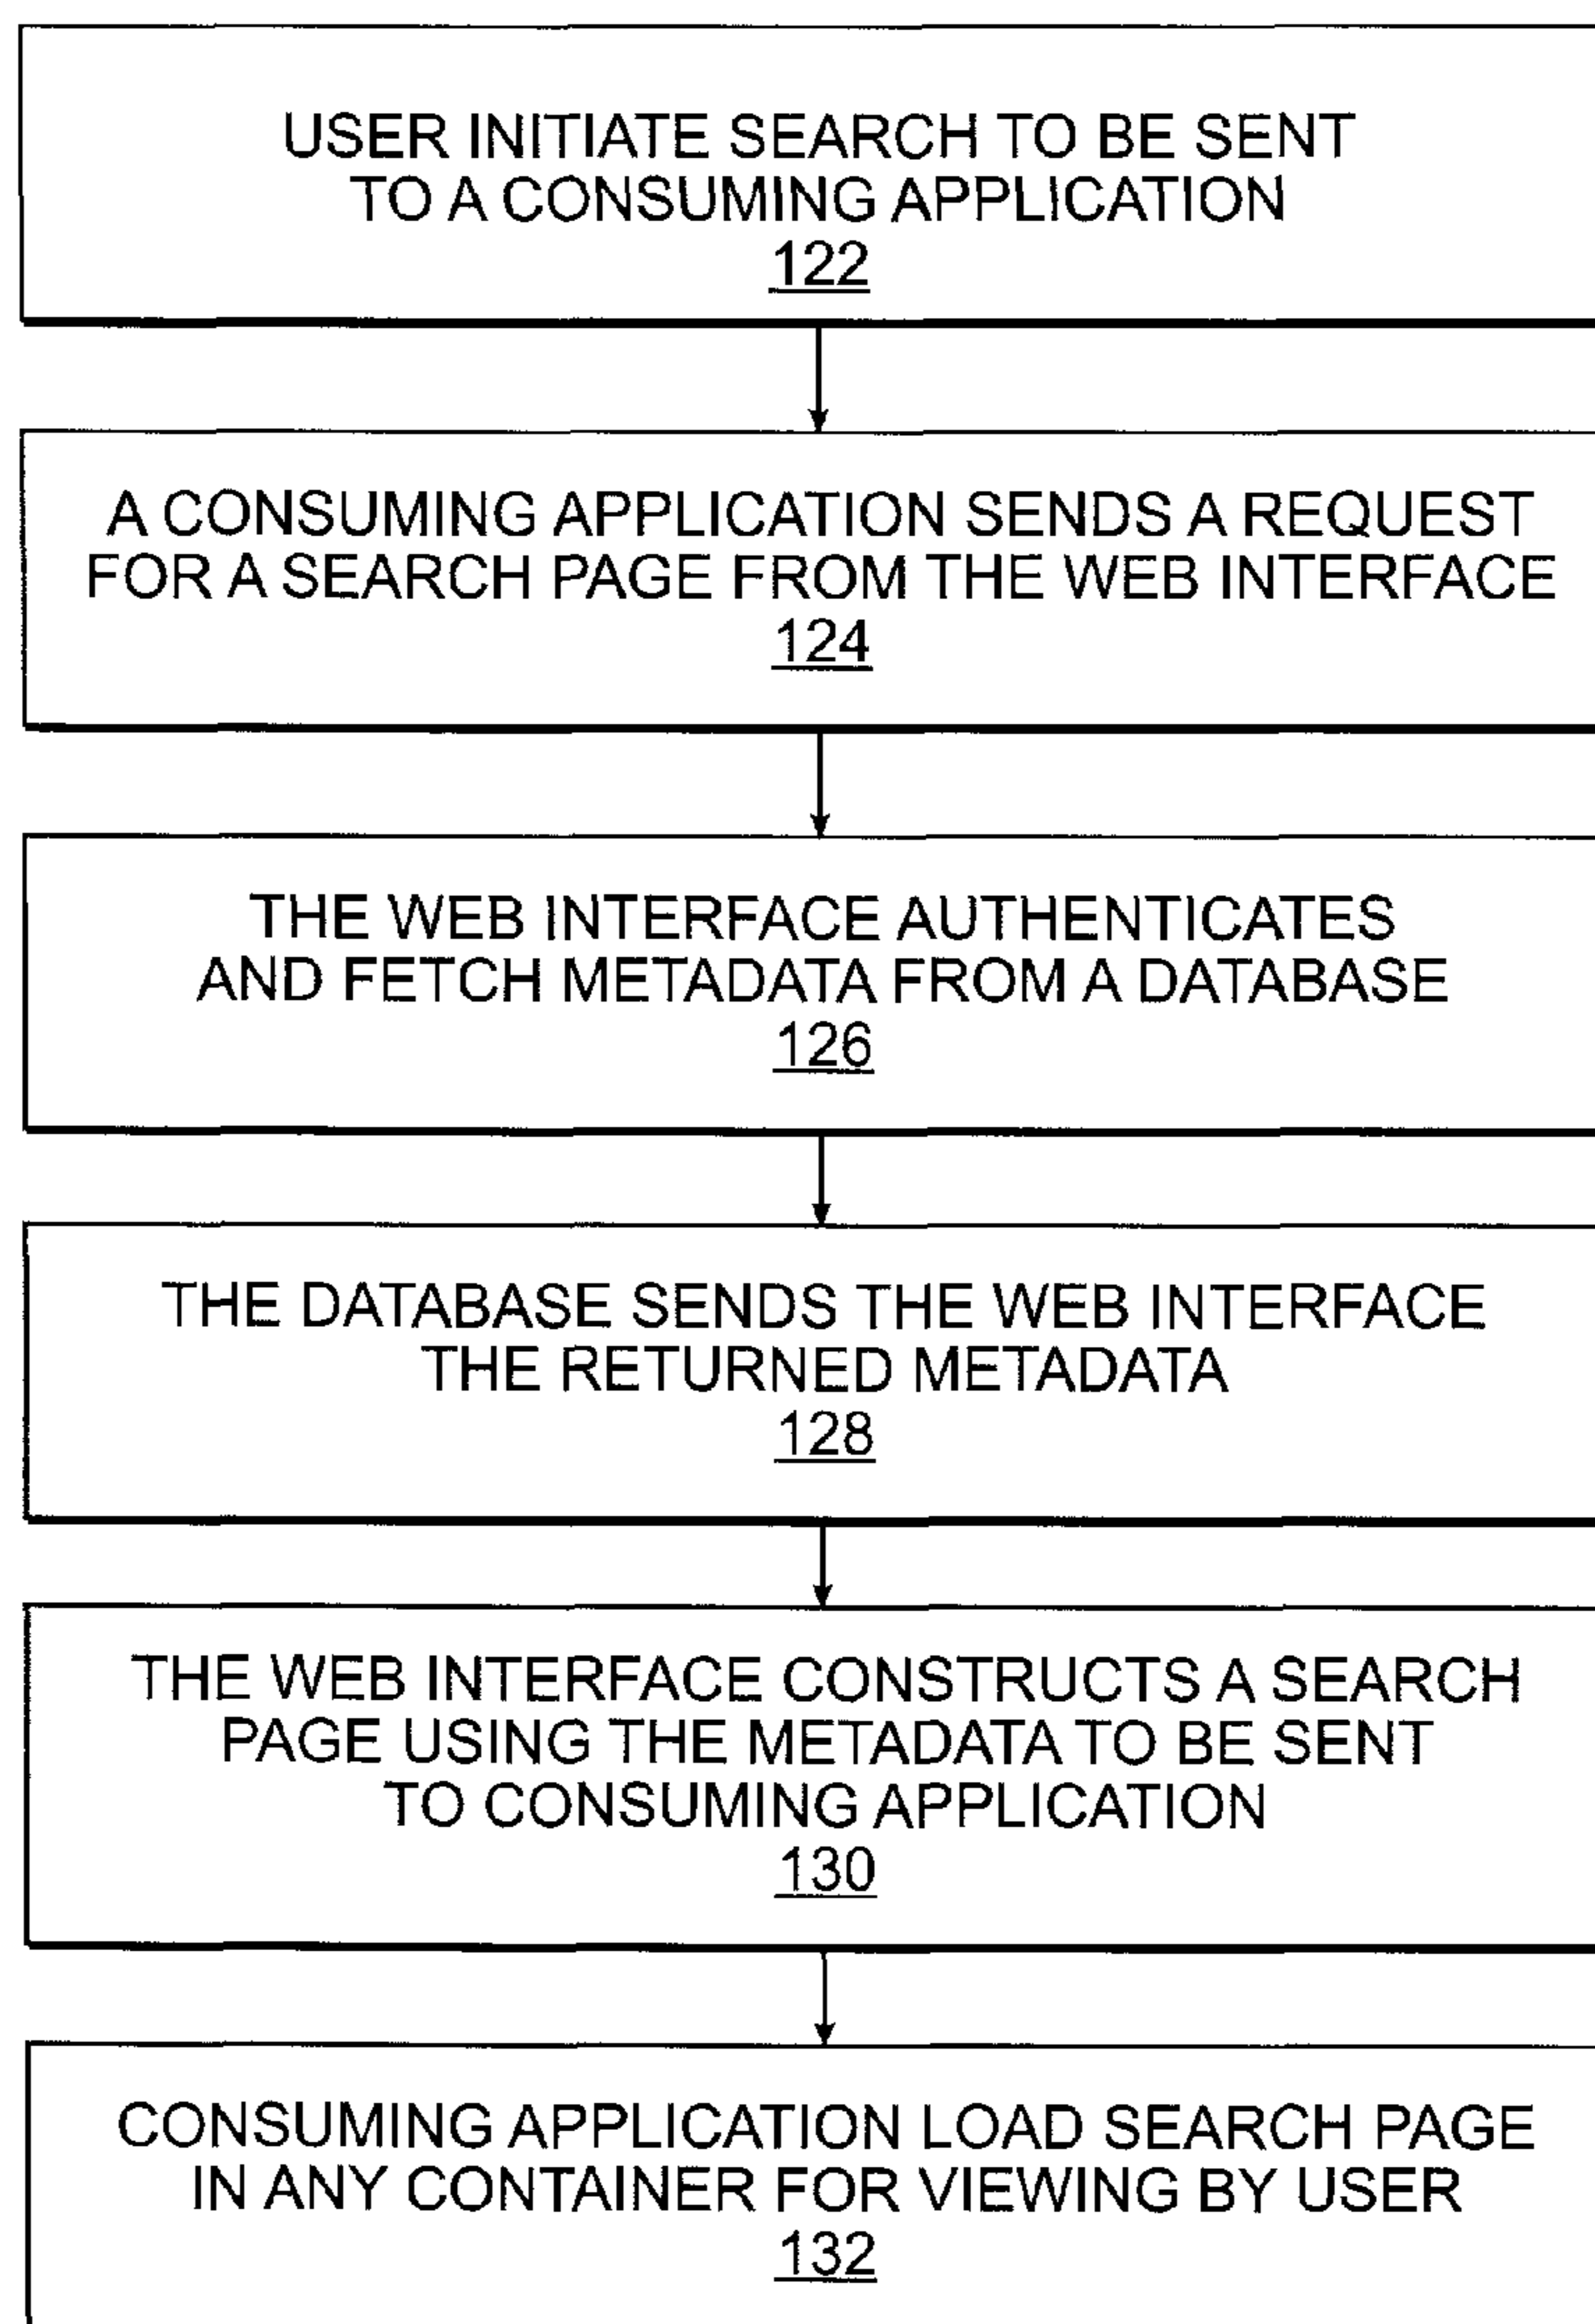 USER INITIATE SEARCH TO BE SENT
TO A CONSUMING APPLICATION
122
A CONSUMING APPLICATION SENDS A REQUEST
FOR A SEARCH PAGE FROM THE WEB INTERFACE
124
THE WEB INTERFACE AUTHENTICATES
AND FETCH METADATA FROM A DATABASE
126
THE DATABASE SENDS THE WEB INTERFACE
THE RETURNED METADATA
128
THE WEB INTERFACE CONSTRUCTS A SEARCH
PAGE USING THE METADATA TO BE SENT
TO CONSUMING APPLICATION
130
CONSUMING APPLICATION LOAD SEARCH PAGE
IN ANY CONTAINER FOR VIEWING BY USER
132